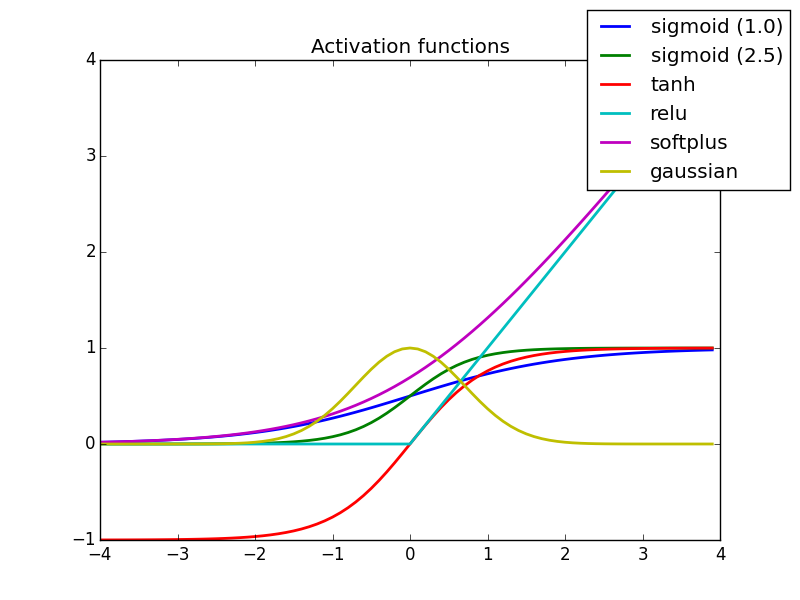 Activation functions
sigmoid (1.0)
sigmoid (2.5)
tanh
relu
softplus
gaussian
4
3
2
1
0
−1
−4 −3 −2 −1 0 1 2 3 4